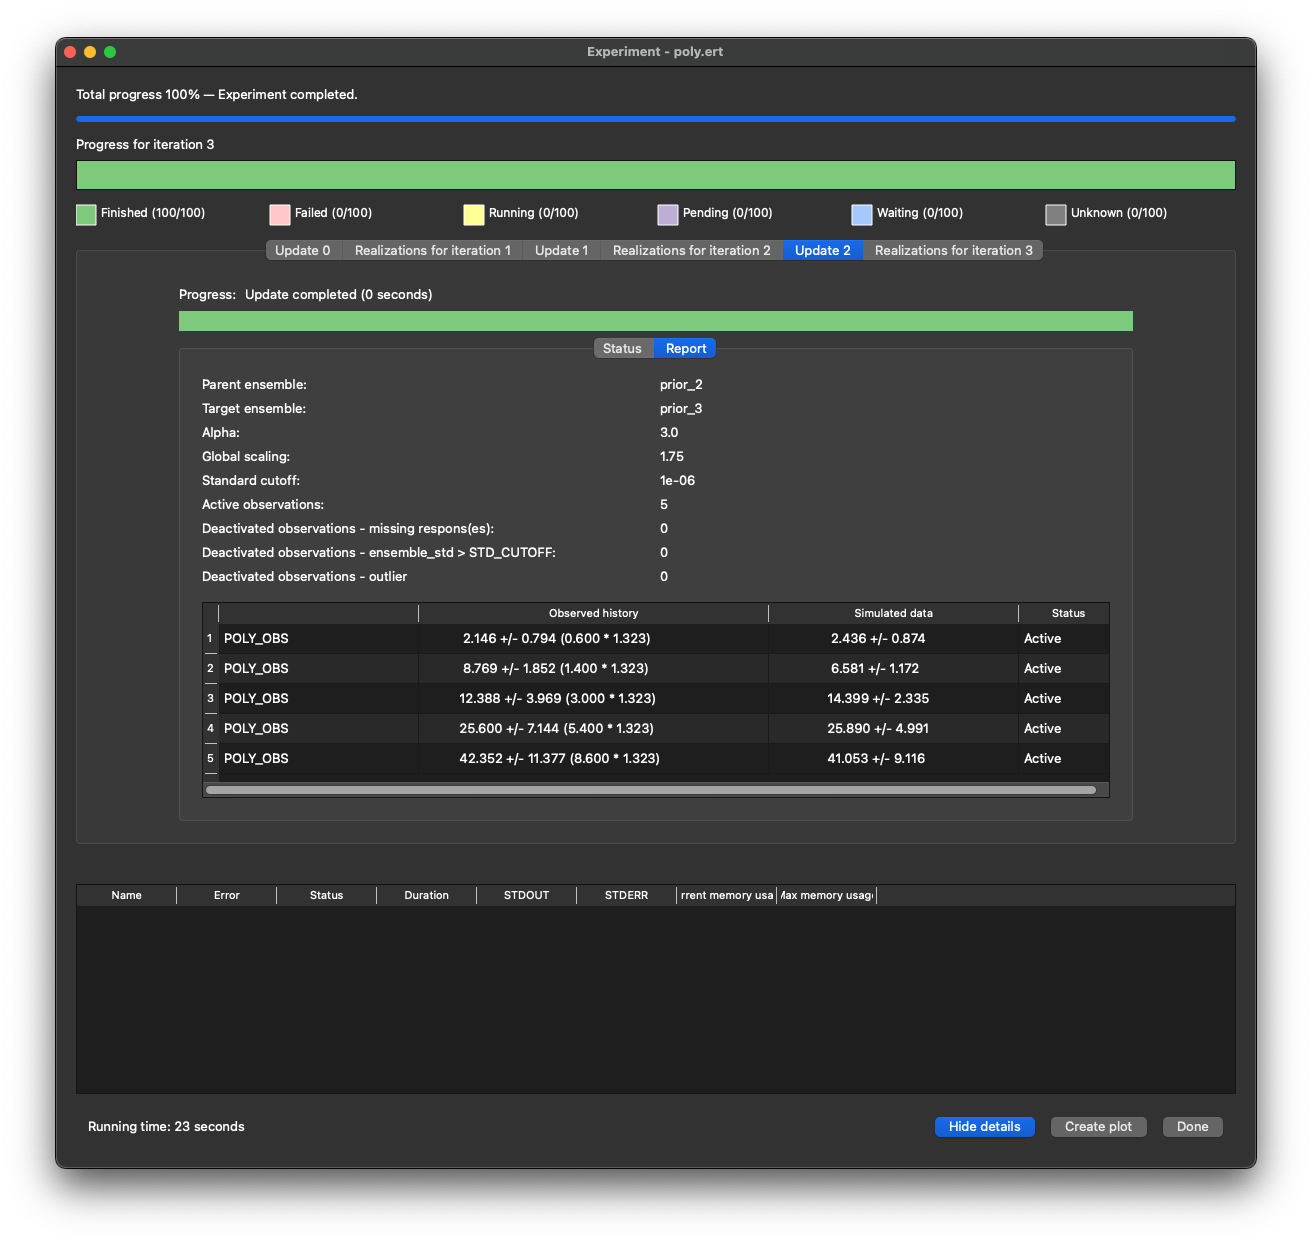 Experiment - poly.ert
Total progress 100% — Experiment completed.
Progress for iteration 3
Finished (100/100) Failed (0/100) Running (0/100) Pending (0/100) Waiting (0/100) Unknown (0/100)
Update 0 Realizations for iteration 1 Update 1 Realizations for iteration 2 Update 2 Realizations for iteration 3
Progress: Update completed (0 seconds)
Status Report
Parent ensemble: prior_2
Target ensemble: prior_3
Alpha: 3.0
Global scaling: 1.75
Standard cutoff: 1e-06
Active observations: 5
Deactivated observations - missing respons(es): 0
Deactivated observations - ensemble_std > STD_CUTOFF: 0
Deactivated observations - outlier 0
Observed history Simulated data Status
1 POLY_OBS 2.146 +/- 0.794 (0.600 * 1.323) 2.436 +/- 0.874 Active
2 POLY_OBS 8.769 +/- 1.852 (1.400 * 1.323) 6.581 +/- 1.172 Active
3 POLY_OBS 12.388 +/- 3.969 (3.000 * 1.323) 14.399 +/- 2.335 Active
4 POLY_OBS 25.600 +/- 7.144 (5.400 * 1.323) 25.890 +/- 4.991 Active
5 POLY_OBS 42.352 +/- 11.377 (8.600 * 1.323) 41.053 +/- 9.116 Active
Name Error Status Duration STDOUT STDERR rrent memory usa Max memory usag
Running time: 23 seconds Hide details Create plot Done